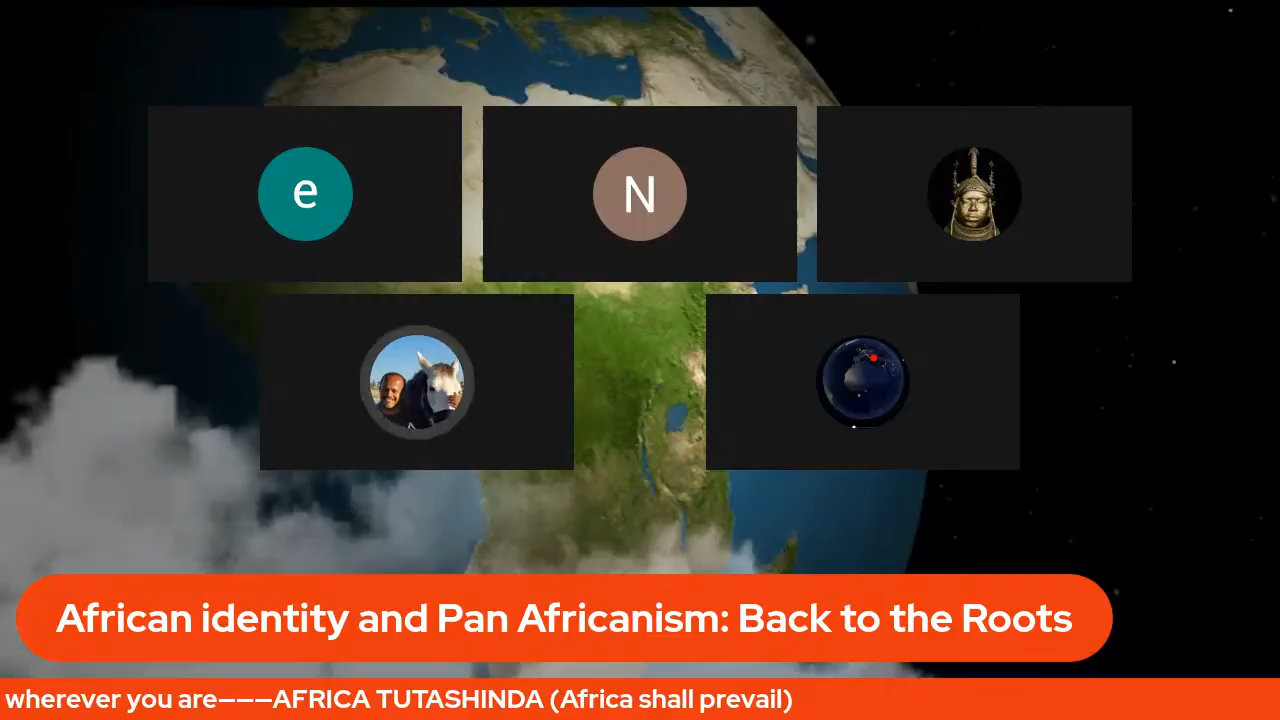 e
N
African identity and Pan Africanism: Back to the Roots
wherever you are———AFRICA TUTASHINDA (Africa shall prevail)